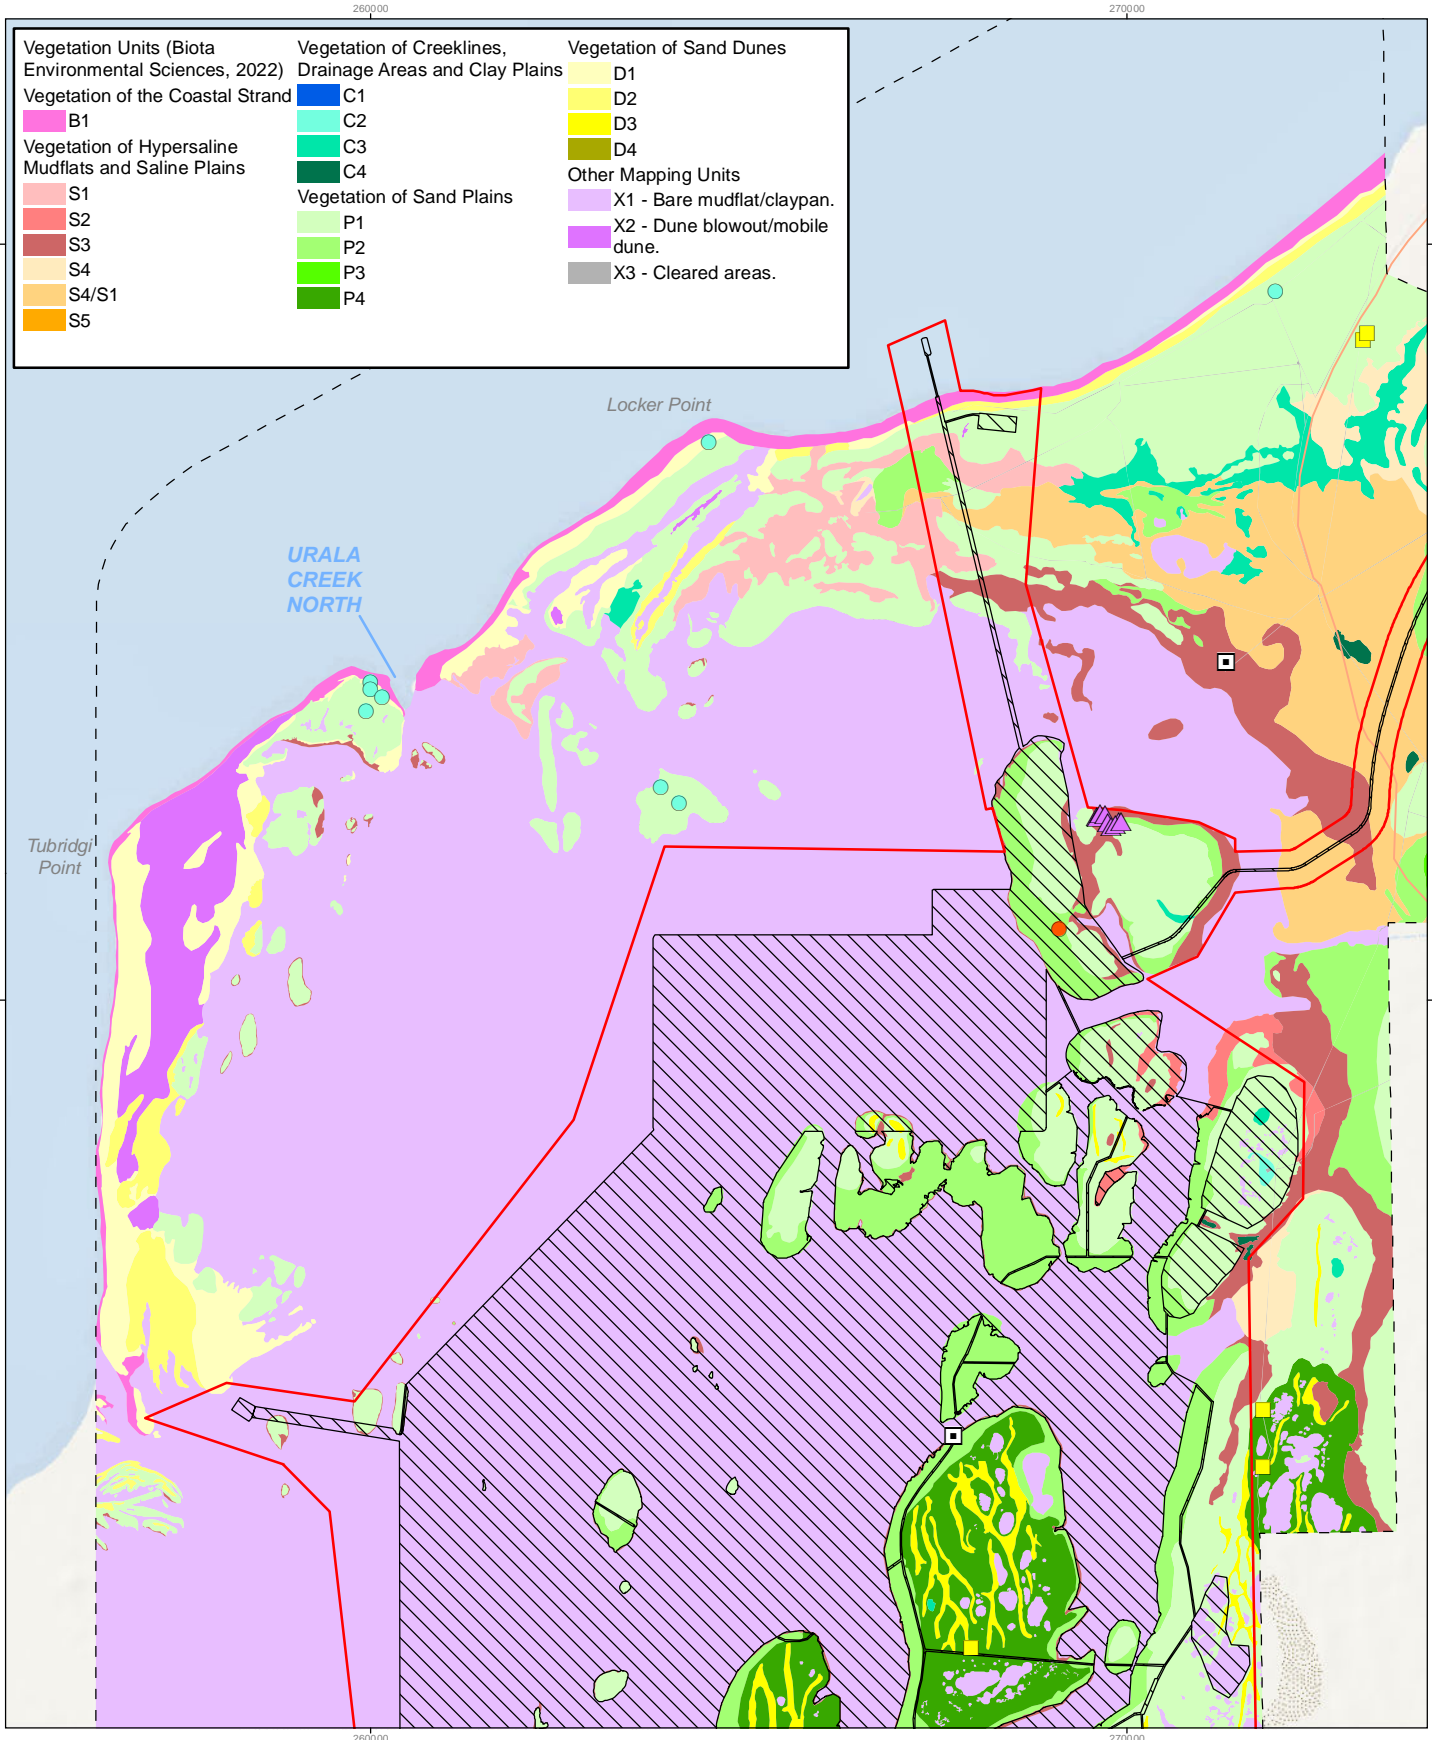 260000
270000
Vegetation Units (Biota
Environmental Sciences, 2022)
Vegetation of the Coastal Strand
B1
Vegetation of Hypersaline
Mudflats and Saline Plains
S1
S2
S3
S4
S4/S1
S5
Vegetation of Creeklines,
Drainage Areas and Clay Plains
C1
C2
C3
C4
Vegetation of Sand Plains
P1
P2
P3
P4
Vegetation of Sand Dunes
D1
D2
D3
D4
Other Mapping Units
X1 - Bare mudflat/claypan.
X2 - Dune blowout/mobile
dune.
X3 - Cleared areas.
Locker Point
URALA
CREEK
NORTH
Tubridgi
Point
260000
270000